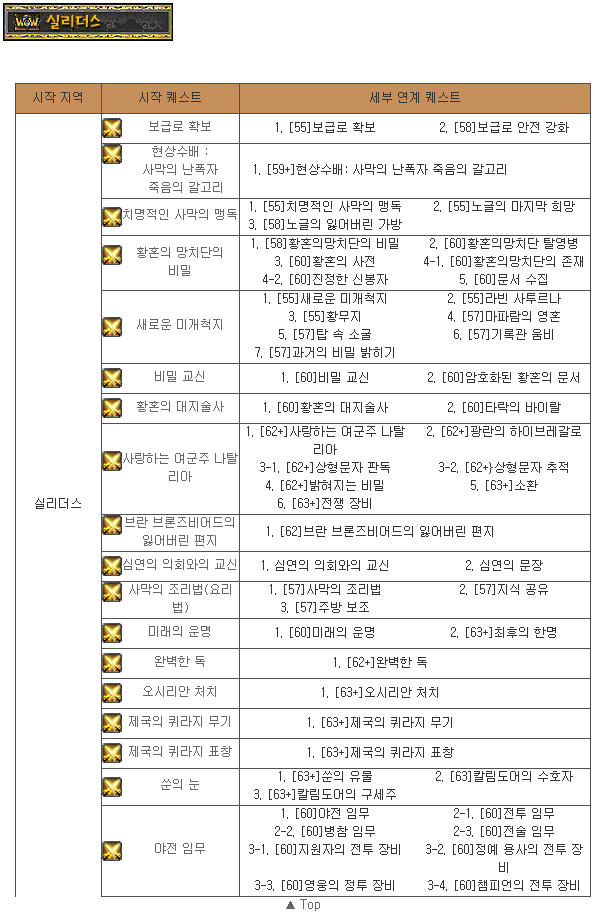 WOW 실리더스
시작 지역 시작 퀘스트 세부 연계 퀘스트
실리더스
보급로 확보 1. [55]보급로 확보 2. [58]보급로 안전 강화
현상수배 :
사막의 난폭자
죽음의 갈고리
1. [59+]현상수배: 사막의 난폭자 죽음의 갈고리
치명적인 사막의 맹독
1. [55]치명적인 사막의 맹독 2. [55]노글의 마지막 희망
3. [58]노글의 잃어버린 가방
황혼의 망치단의
비밀
1. [58]황혼의망치단의 비밀 2. [60]황혼의망치단 탈영병
3. [60]황혼의 사전 4-1. [60]황혼의망치단의 존재
4-2. [60]진정한 신봉자 5. [60]문서 수집
새로운 미개척지
1. [55]새로운 미개척지 2. [55]라빈 사투르나
3. [55]황무지 4. [57]마파람의 영혼
5. [57]탑 속 소굴 6. [57]기록관 움비
7. [57]과거의 비밀 밝히기
비밀 교신 1. [60]비밀 교신 2. [60]암호화된 황혼의 문서
황혼의 대지술사 1. [60]황혼의 대지술사 2. [60]타락의 바이랄
사랑하는 여군주 나탈
리아
1. [62+]사랑하는 여군주 나탈
리아
2. [62+]광란의 하이브레갈로
3-1. [62+]상형문자 판독 3-2. [62+}상형문자 추적
4. [62+]밝혀지는 비밀 5. [63+]소환
6. [63+]전쟁 장비
브란 브론즈비어드의
잃어버린 편지
1. [62]브란 브론즈비어드의 잃어버린 편지
심연의 의회와의 교신 1. 심연의 의회와의 교신 2. 심연의 문장
사막의 조리법(요리
법)
1. [57]사막의 조리법 2. [57]지식 공유
3. [57]주방 보조
미래의 운명 1. [60]미래의 운명 2. [63+]최후의 한명
완벽한 독 1. [62+]완벽한 독
오시리안 처치 1. [63+]오시리안 처치
제국의 퀴라지 무기 1. [63+]제국의 퀴라지 무기
제국의 퀴라지 표창 1. [63+]제국의 퀴라지 표창
쑨의 눈
1. [63+]쑨의 유물 2. [63]칼림도어의 수호자
3. [63+]칼림도어의 구세주
야전 임무
1. [60]야전 임무 2-1. [60]전투 임무
2-2. [60]병참 임무 2-3. [60]전술 임무
3-1. [60]지원자의 전투 장비 3-2. [60]정예 용사의 전투 장
비
3-3. [60]영웅의 정투 장비 3-4. [60]챔피언의 전투 장비
▲ Top